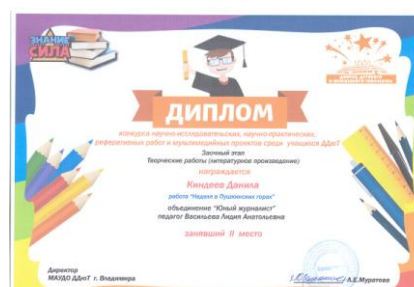 ЗНАНИЕ
СИЛА
ДИПЛОМ
конкурса научно-исследовательских, научно-практических,
реферативных работ и мультимедийных проектов среди учащихся ДДюТ
Заочный этап
Творческие работы (литературное произведение)
награждается
Киндеев Данила
работа "Неделя в Пушкинских горах"
объединение "Юный журналист"
педагог Васильева Лидия Анатольевна
занявший II место
Директор
МАУДО ДДюТ г. Владимира
А.Е.Муратова